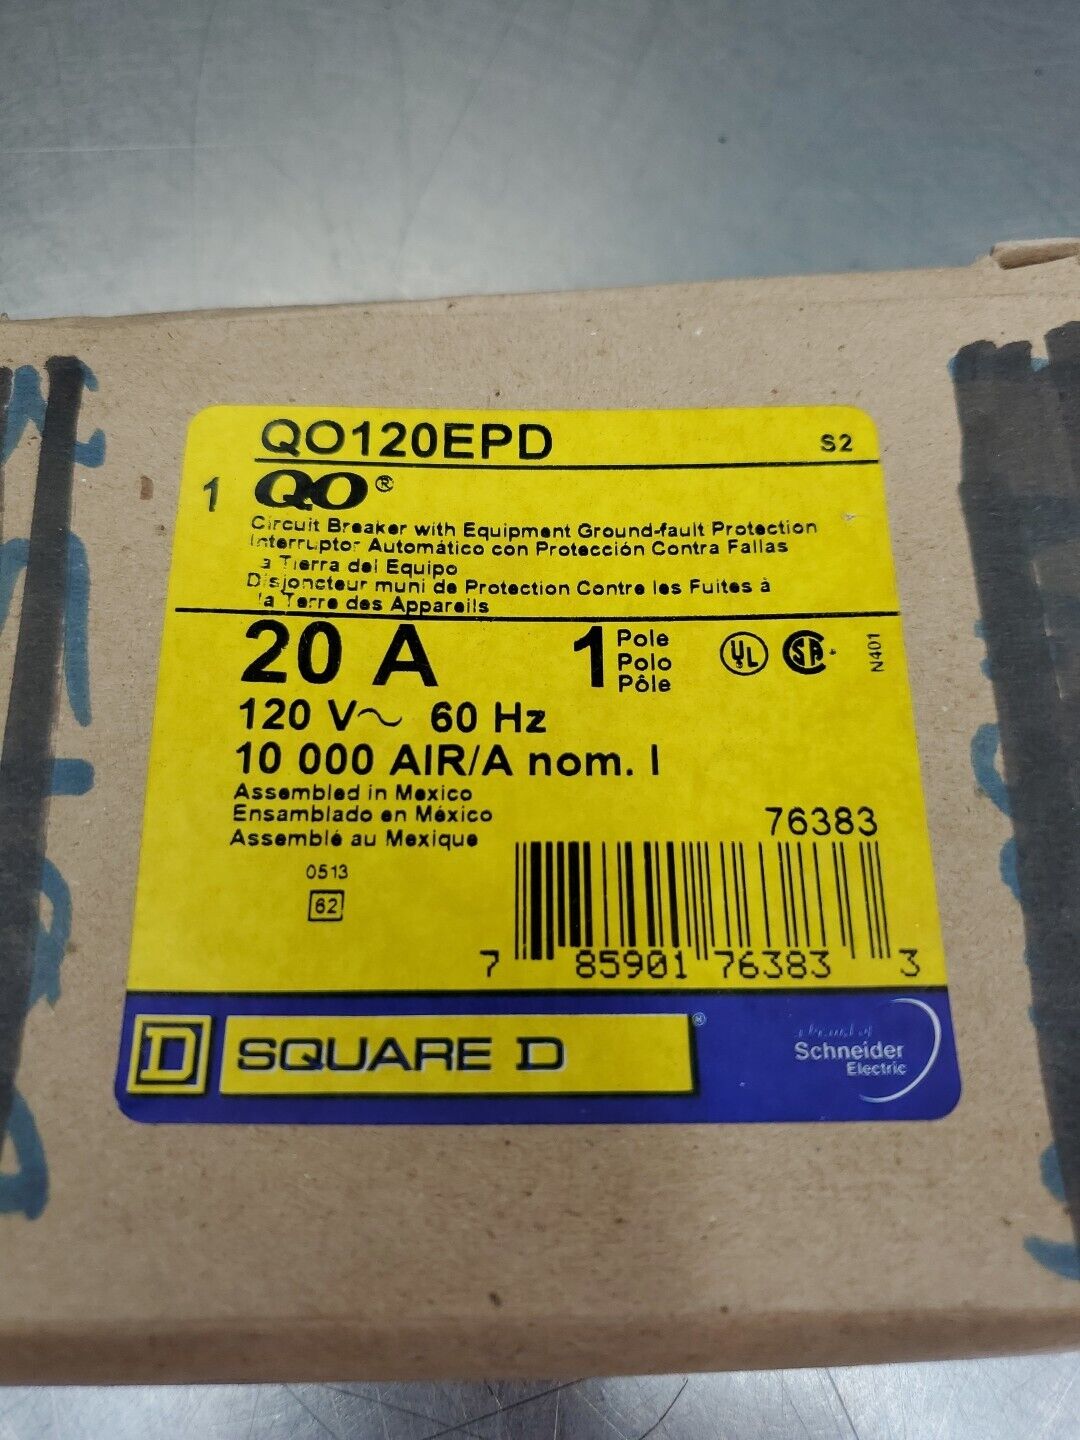 QO120EPD S2
1 QO®
Circuit Breaker with Equipment Ground-fault Protection
Interruptor Automático con Protección Contra Fallas
a Tierra del Equipo
Disjoncteur muni de Protection Contre les Fuites à
la Terre des Appareils
20 A 1 Pole
Polo
Pôle
UL SA N401
120 V~ 60 Hz
10 000 AIR/A nom. I
Assembled in Mexico
Ensamblado en México
Assemblé au Mexique
76383
0513
62
7 85901 76383 3
D SQUARE D ®
Schneider
Electric